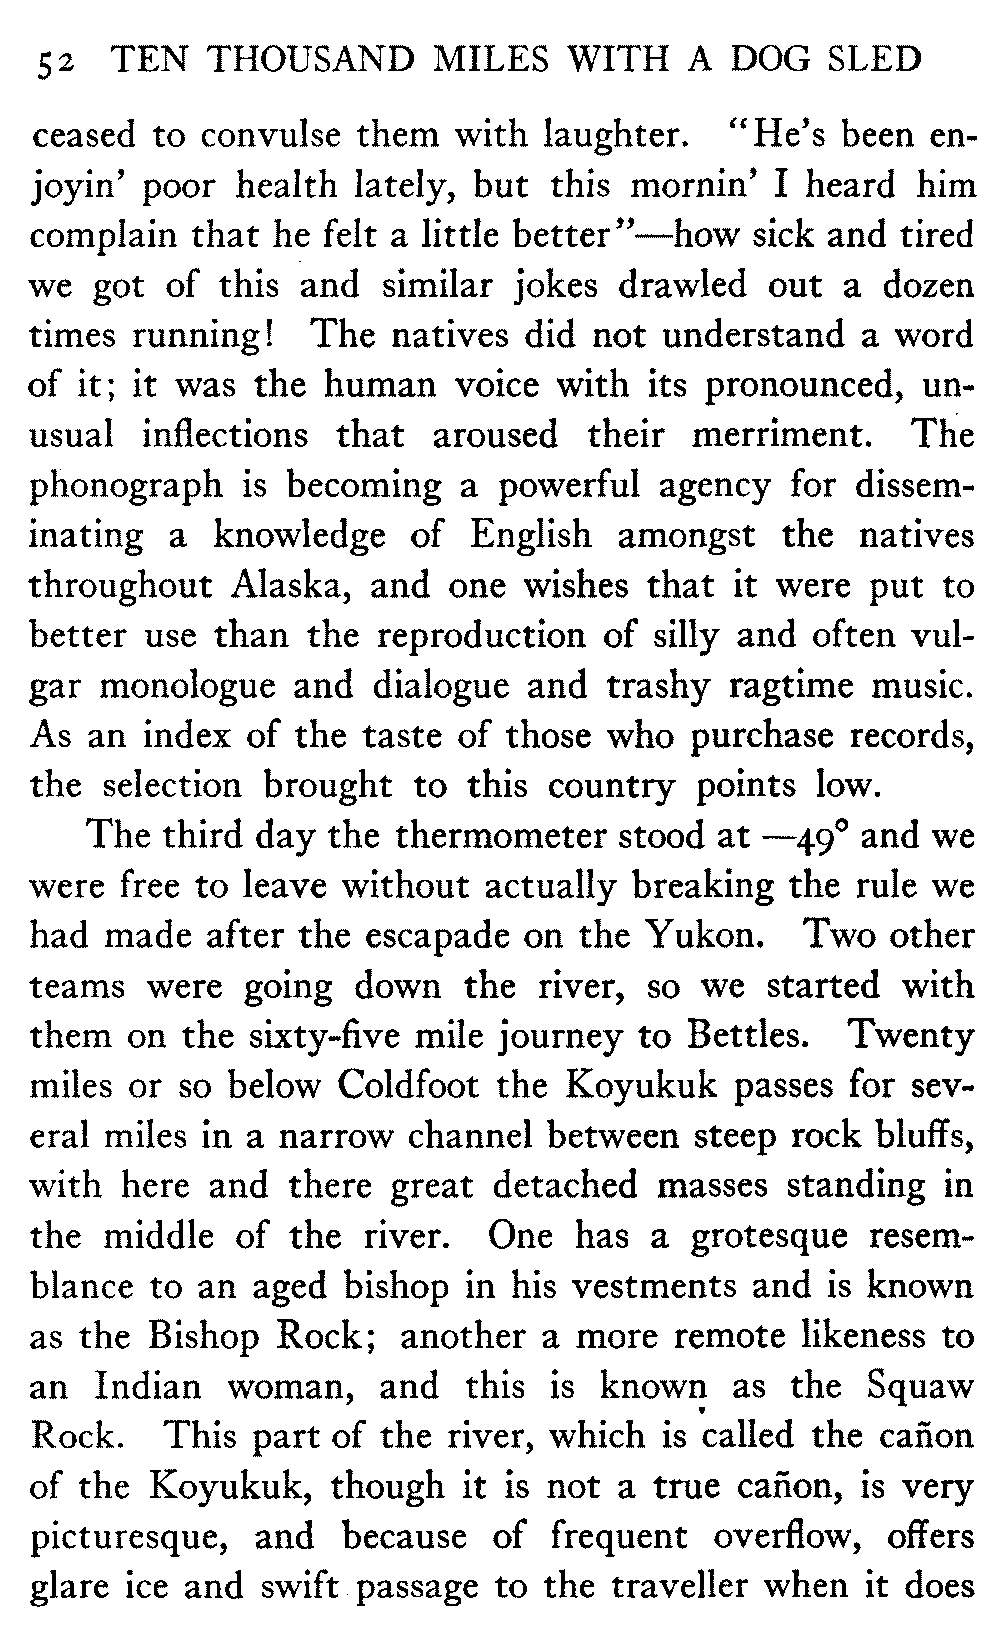 52 TEN THOUSAND MILES WITH A DOG SLED
ceased to convulse them with laughter. “He’s been en-
joyin’ poor health lately, but this mornin’ I heard him
complain that he felt a little better”—how sick and tired
we got of this and similar jokes drawled out a dozen
times running! The natives did not understand a word
of it; it was the human voice with its pronounced, un-
usual inflections that aroused their merriment. The
phonograph is becoming a powerful agency for dissem-
inating a knowledge of English amongst the natives
throughout Alaska, and one wishes that it were put to
better use than the reproduction of silly and often vul-
gar monologue and dialogue and trashy ragtime music.
As an index of the taste of those who purchase records,
the selection brought to this country points low.
The third day the thermometer stood at —49° and we
were free to leave without actually breaking the rule we
had made after the escapade on the Yukon. Two other
teams were going down the river, so we started with
them on the sixty-five mile journey to Bettles. Twenty
miles or so below Coldfoot the Koyukuk passes for sev-
eral miles in a narrow channel between steep rock bluffs,
with here and there great detached masses standing in
the middle of the river. One has a grotesque resem-
blance to an aged bishop in his vestments and is known
as the Bishop Rock; another a more remote likeness to
an Indian woman, and this is known as the Squaw
Rock. This part of the river, which is called the cañon
of the Koyukuk, though it is not a true cañon, is very
picturesque, and because of frequent overflow, offers
glare ice and swift passage to the traveller when it does